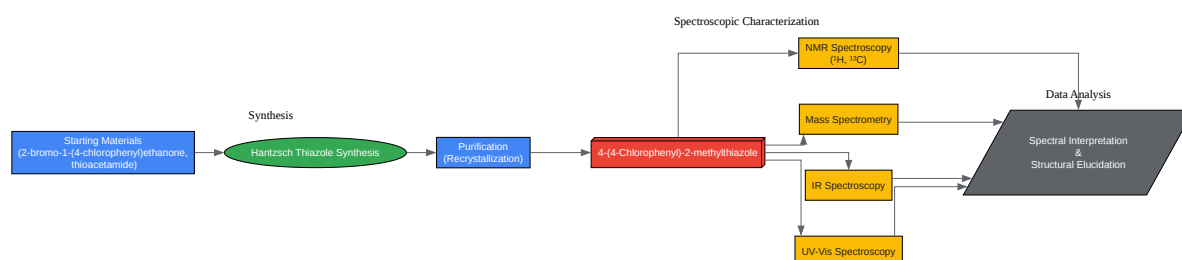 Spectroscopic Characterization
NMR Spectroscopy
(¹H, ¹³C)
Data Analysis
Synthesis
Mass Spectrometry
Starting Materials
(2-bromo-1-(4-chlorophenyl)ethanone,
thioacetamide)
Hantzsch Thiazole Synthesis
Purification
(Recrystallization)
4-(4-Chlorophenyl)-2-methylthiazole
Spectral Interpretation
&
Structural Elucidation
IR Spectroscopy
UV-Vis Spectroscopy